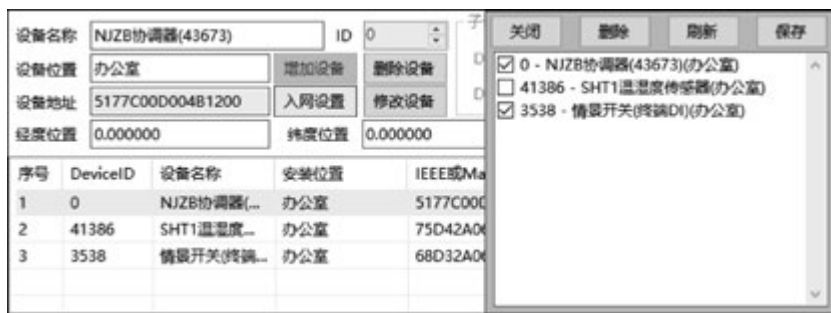 设备名称 NJZB协调器(43673) ID 0
设备位置 办公室 增加设备 删除设备
设备地址 5177C00D004B1200 入网设置 修改设备
经度位置 0.000000 纬度位置 0.000000
序号 DeviceID 设备名称 安装位置 IEEE或Ma
1 0 NJZB协调器(... 办公室 5177C00D
2 41386 SHT1温湿度... 办公室 75D42A06
3 3538 情景开关(终端... 办公室 68D32A06
关闭 删除 刷新 保存
0 - NJZB协调器(43673)(办公室)
41386 - SHT1温湿度传感器(办公室)
3538 - 情景开关(终端DI)(办公室)